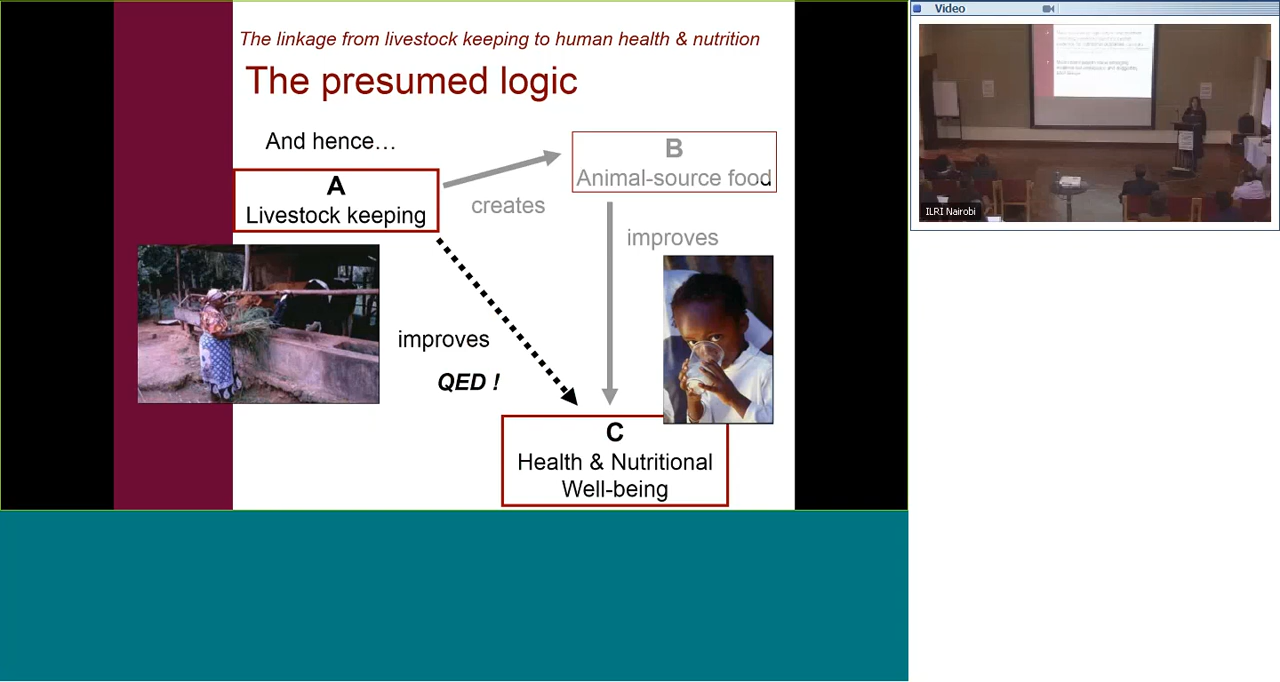 The linkage from livestock keeping to human health & nutrition
The presumed logic
And hence…
A
Livestock keeping
creates
B
Animal-source food
improves
improves
QED !
C
Health & Nutritional
Well-being
Video
ILRI Nairobi